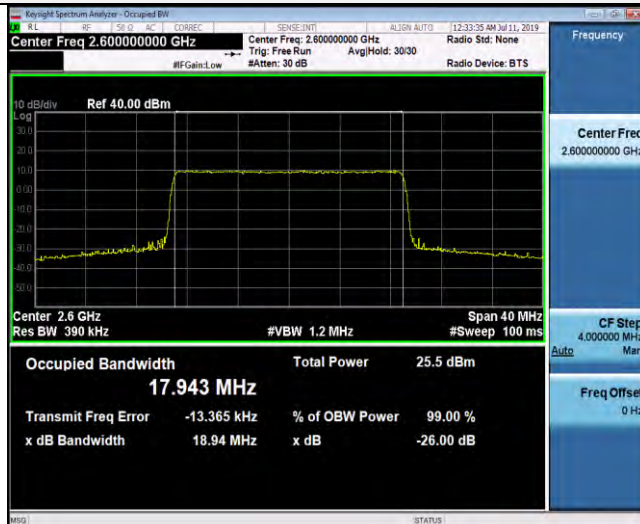 Keysight Spectrum Analyzer - Occupied BW
RL RF 50 Ω AC CORREC SENSE:INT ALIGN AUTO 12:33:35 AM Jul 11, 2019
Center Freq 2.600000000 GHz
Center Freq: 2.600000000 GHz
Radio Std: None
Trig: Free Run Avg|Hold: 30/30
#IFGain:Low #Atten: 30 dB Radio Device: BTS
Frequency
10 dB/div Ref 40.00 dBm
Log
30.0
20.0
10.0
0.00
-10.0
-20.0
-30.0
-40.0
-50.0
Center 2.6 GHz Span 40 MHz
Res BW 390 kHz #VBW 1.2 MHz #Sweep 100 ms
Center Freq
2.600000000 GHz
CF Step
4.000000 MHz
Auto Man
Freq Offset
0 Hz
Occupied Bandwidth Total Power 25.5 dBm
17.943 MHz
Transmit Freq Error -13.365 kHz % of OBW Power 99.00 %
x dB Bandwidth 18.94 MHz x dB -26.00 dB
MSG STATUS